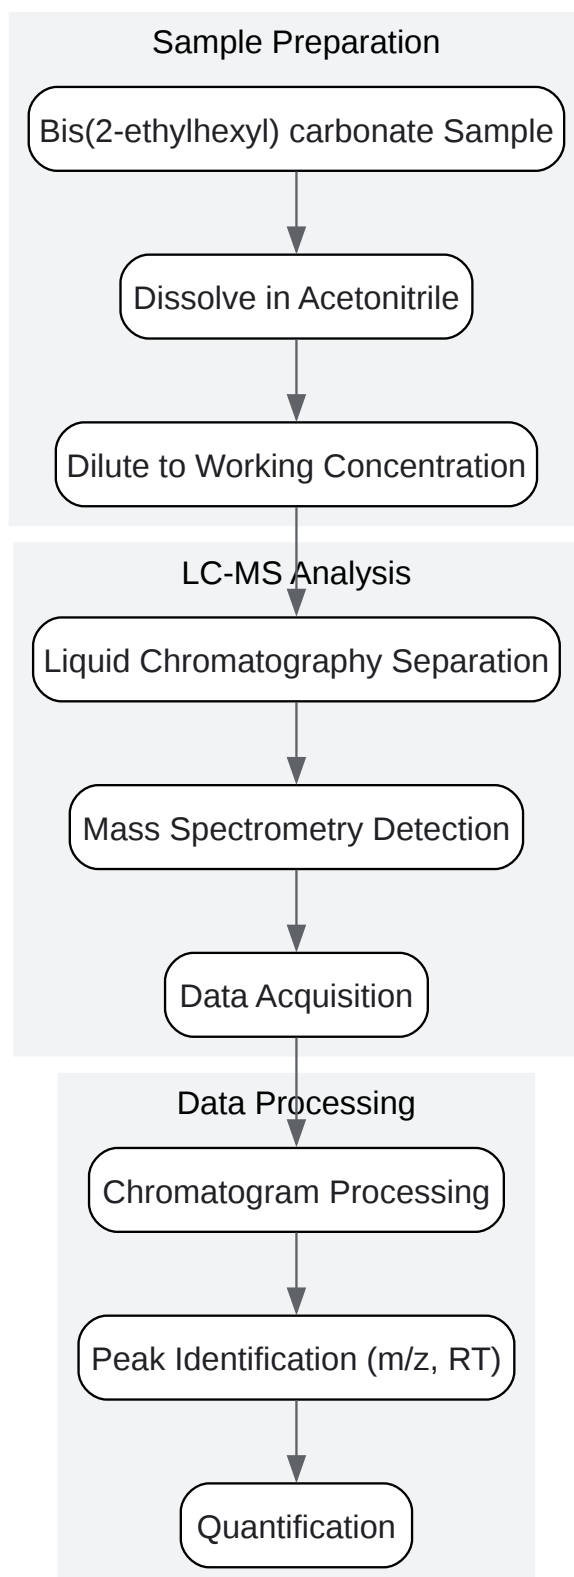 Sample Preparation
Bis(2-ethylhexyl) carbonate Sample
Dissolve in Acetonitrile
Dilute to Working Concentration
LC-MS Analysis
Liquid Chromatography Separation
Mass Spectrometry Detection
Data Acquisition
Data Processing
Chromatogram Processing
Peak Identification (m/z, RT)
Quantification